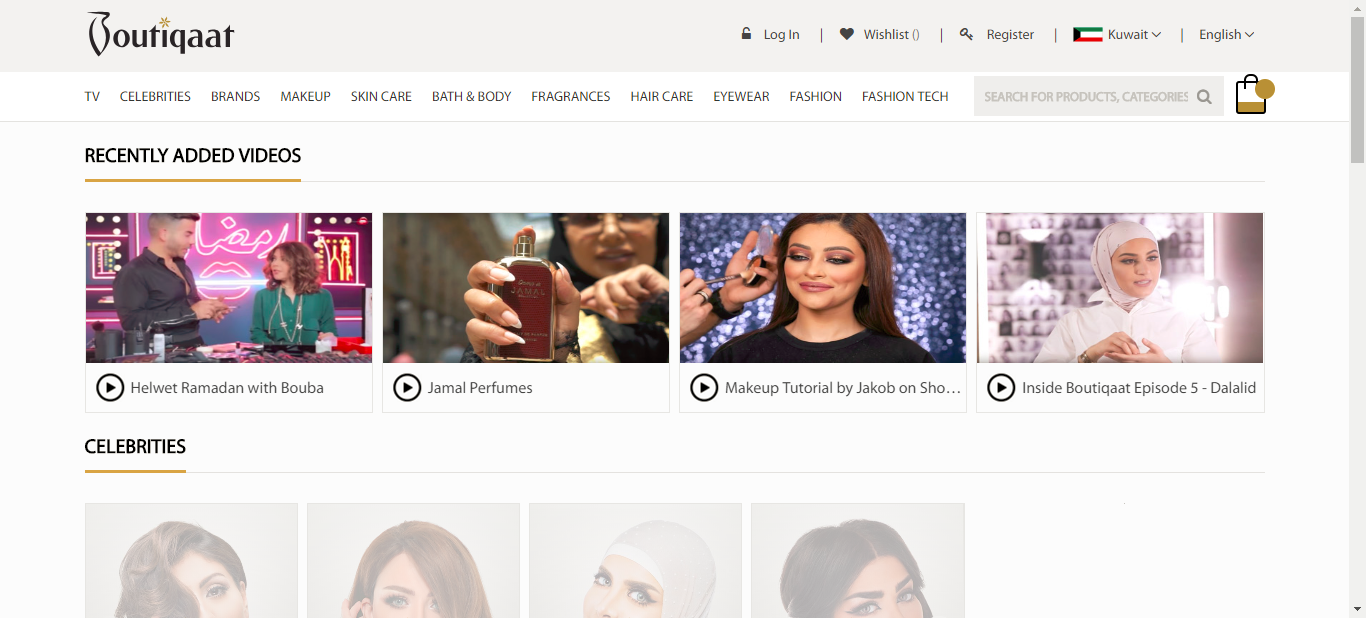 Boutiqaat
Log In | Wishlist () | Register | Kuwait | English
TV CELEBRITIES BRANDS MAKEUP SKIN CARE BATH & BODY FRAGRANCES HAIR CARE EYEWEAR FASHION FASHION TECH SEARCH FOR PRODUCTS, CATEGORIES
RECENTLY ADDED VIDEOS
رمضان
JAMAL
Helwet Ramadan with Bouba
Jamal Perfumes
Makeup Tutorial by Jakob on Sho…
Inside Boutiqaat Episode 5 - Dalalid
CELEBRITIES